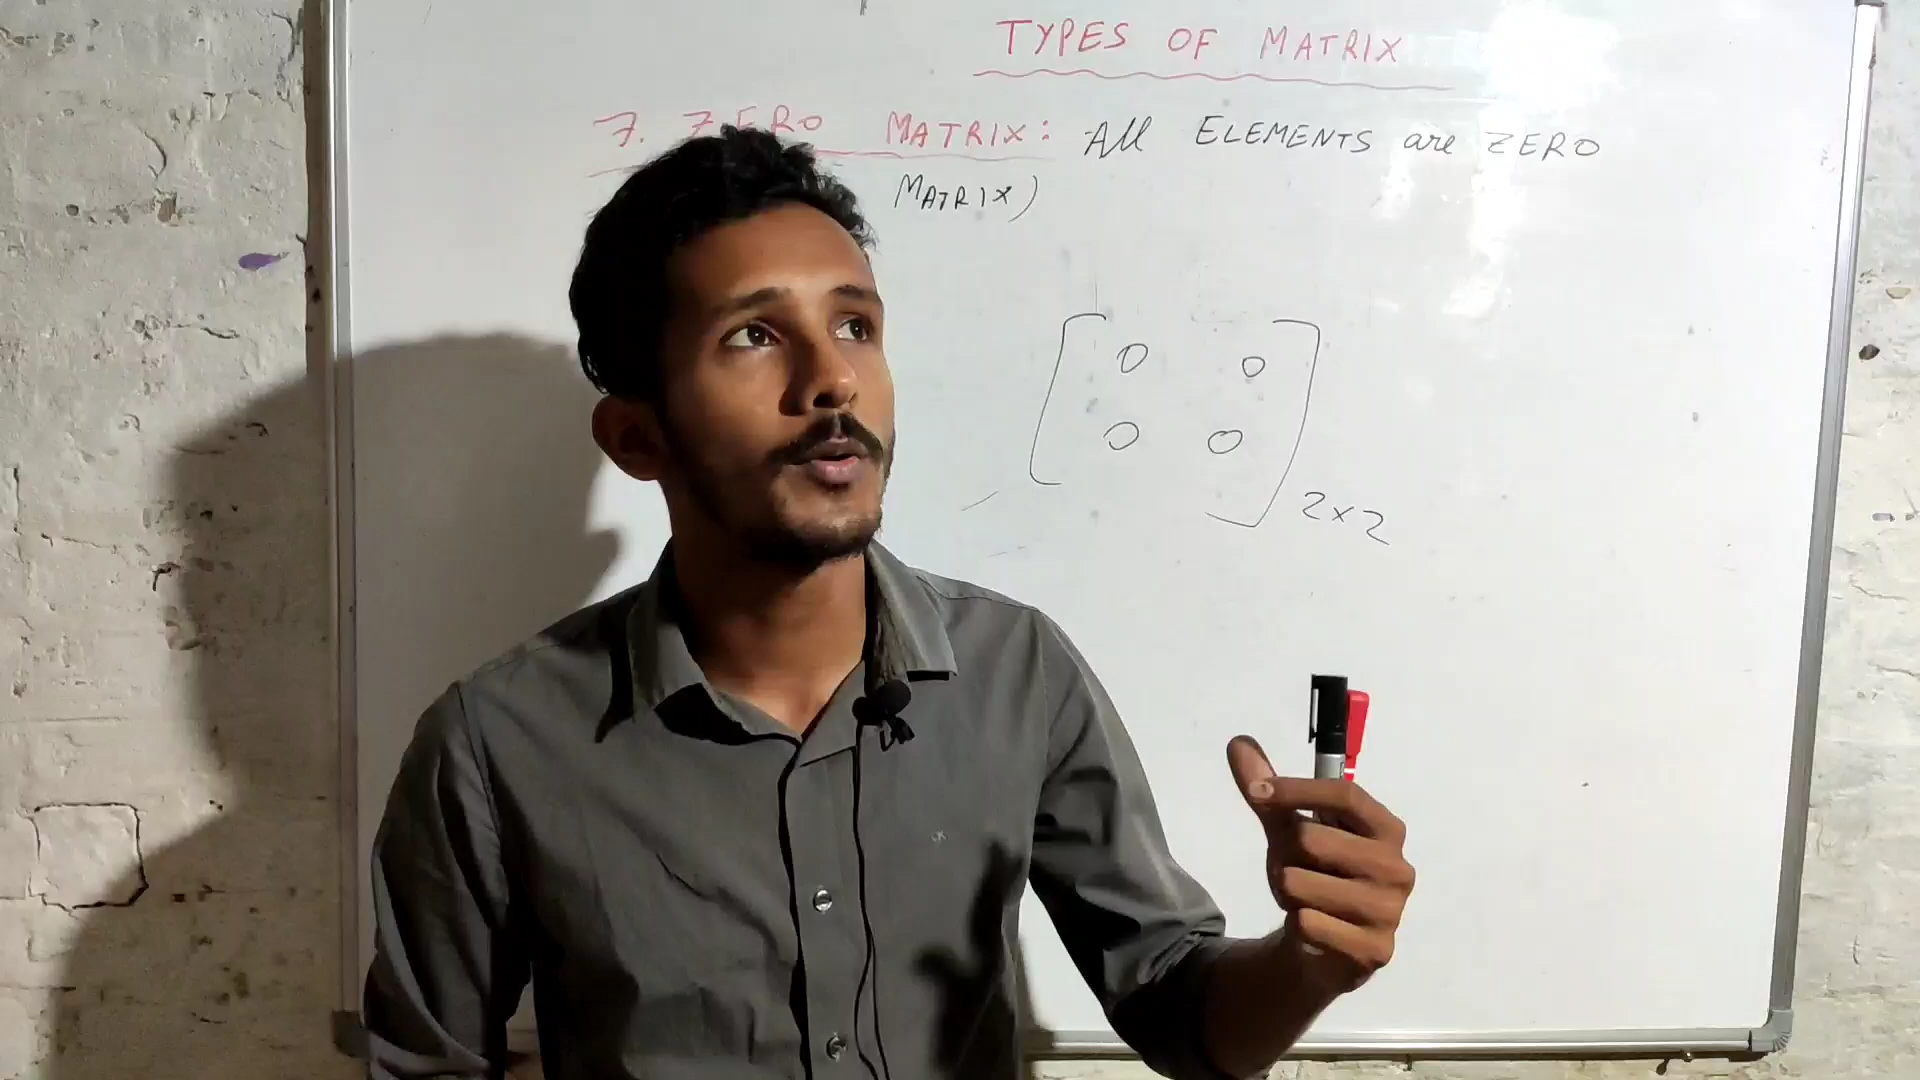 TYPES OF MATRIX
7. ZERO MATRIX: All ELEMENTS are ZERO
MATRIX)
0 0
0 0
2x2